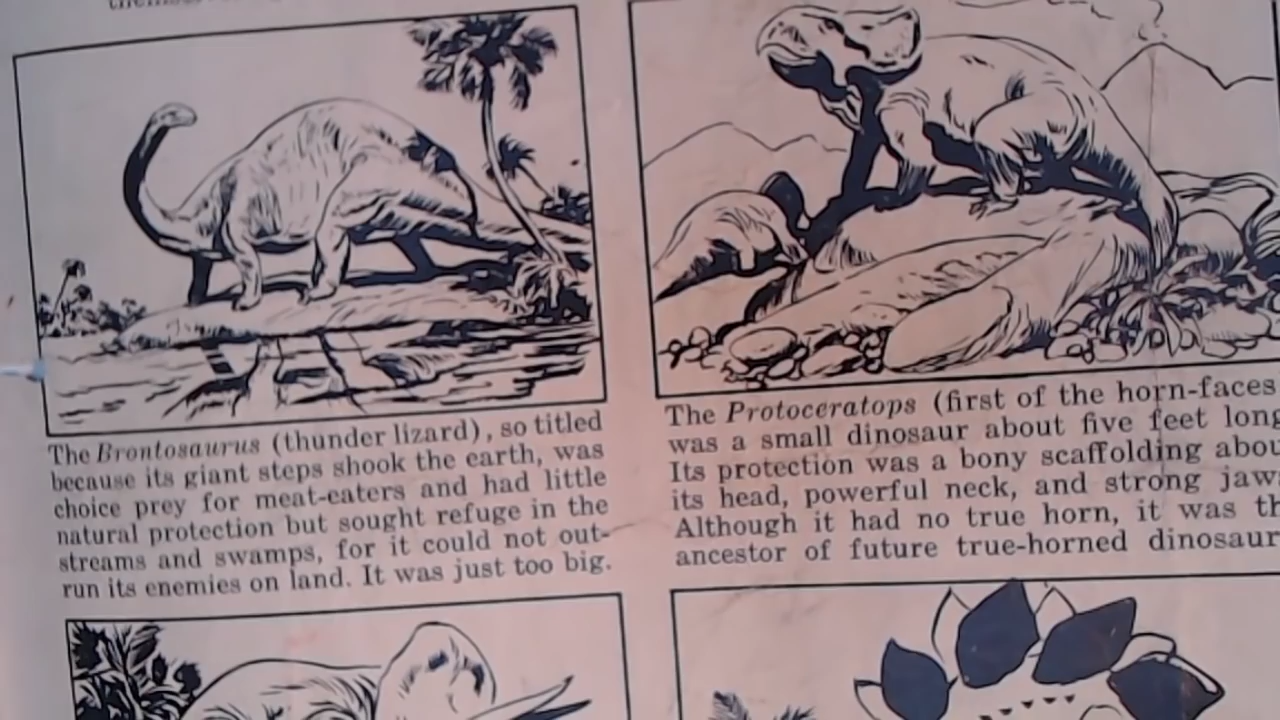 The Brontosaurus (thunder lizard), so titled
because its giant steps shook the earth, was
choice prey for meat-eaters and had little
natural protection but sought refuge in the
streams and swamps, for it could not out-
run its enemies on land. It was just too big.
The Protoceratops (first of the horn-faces
was a small dinosaur about five feet long
Its protection was a bony scaffolding abou
its head, powerful neck, and strong jaw
Although it had no true horn, it was th
ancestor of future true-horned dinosaur